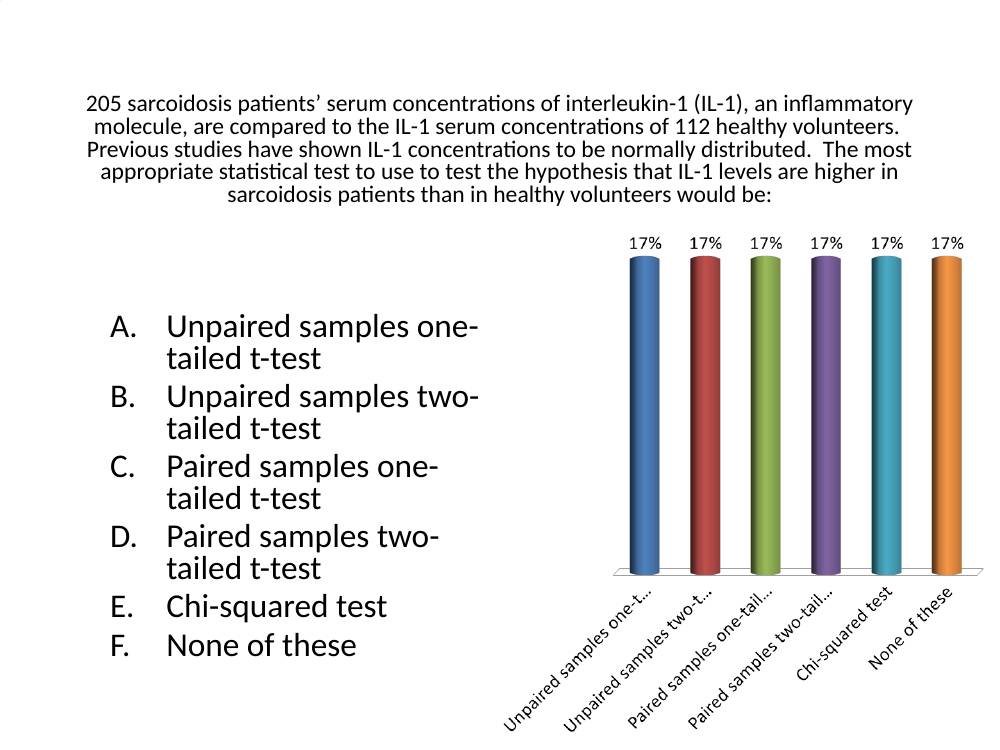 205 sarcoidosis patients’ serum concentrations of interleukin-1 (IL-1), an inflammatory
molecule, are compared to the IL-1 serum concentrations of 112 healthy volunteers.
Previous studies have shown IL-1 concentrations to be normally distributed.  The most
appropriate statistical test to use to test the hypothesis that IL-1 levels are higher in
sarcoidosis patients than in healthy volunteers would be:
A. Unpaired samples one-
tailed t-test
B. Unpaired samples two-
tailed t-test
C. Paired samples one-
tailed t-test
D. Paired samples two-
tailed t-test
E. Chi-squared test
F. None of these
17% 17% 17% 17% 17% 17%
Unpaired samples one-t...
Unpaired samples two-t...
Paired samples one-tail...
Paired samples two-tail...
Chi-squared test
None of these